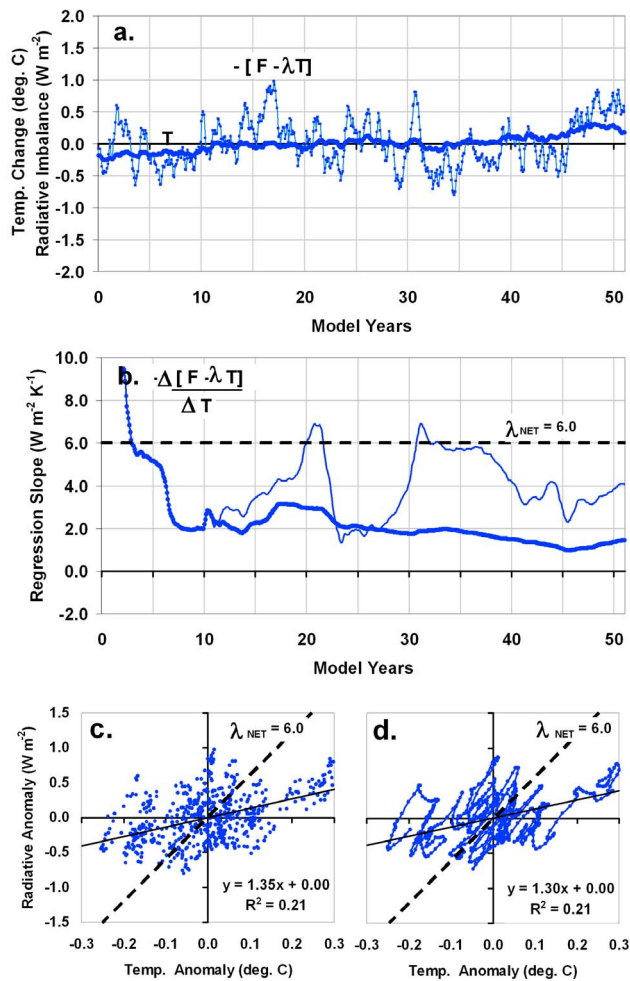 a.
- [ F - λT]
T
Temp. Change (deg. C)
Radiative Imbalance (W m⁻²)
2.0
1.5
1.0
0.5
0.0
-0.5
-1.0
-1.5
-2.0
0 10 20 30 40 50
Model Years
b.
-Δ [ F -λ T]
Δ T
λNET = 6.0
Regression Slope (W m⁻² K⁻¹)
10.0
8.0
6.0
4.0
2.0
0.0
-2.0
0 10 20 30 40 50
Model Years
c.
λ NET = 6.0
Radiative Anomaly (W m⁻²)
1.5
1.0
0.5
0.0
-0.5
-1.0
-1.5
y = 1.35x + 0.00
R² = 0.21
-0.3 -0.2 -0.1 0.0 0.1 0.2 0.3
Temp. Anomaly (deg. C)
d.
λ NET = 6.0
y = 1.30x + 0.00
R² = 0.21
-0.3 -0.2 -0.1 0.0 0.1 0.2 0.3
Temp. Anomaly (deg. C)